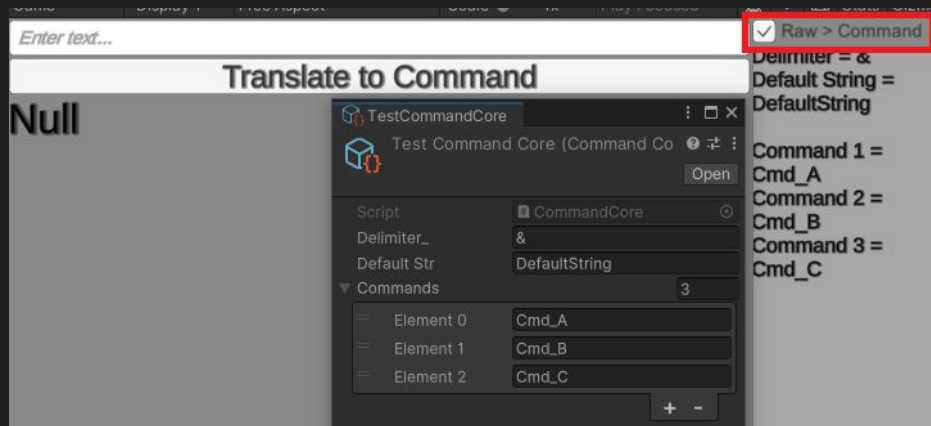 Enter text...
Raw > Command
Translate to Command
Delimiter = &
Default String =
DefaultString
Null
TestCommandCore
Test Command Core (Command Co
Open
Command 1 =
Cmd_A
Command 2 =
Cmd_B
Command 3 =
Cmd_C
Script
CommandCore
Delimiter_
&
Default Str
DefaultString
Commands
3
Element 0
Cmd_A
Element 1
Cmd_B
Element 2
Cmd_C
+ -